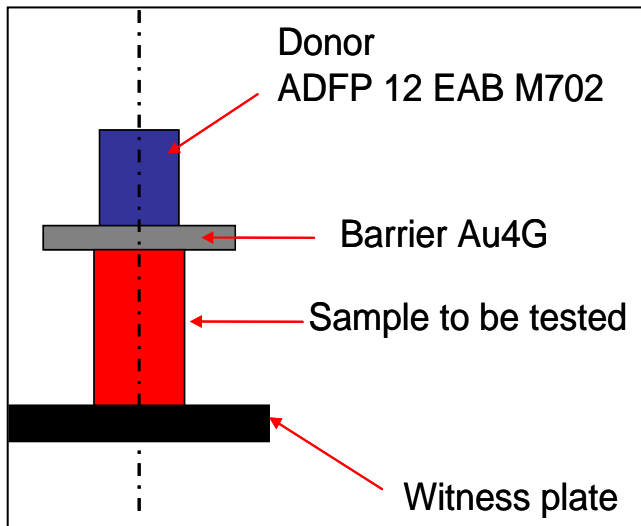 Donor
ADFP 12 EAB M702
Barrier Au4G
Sample to be tested
Witness plate